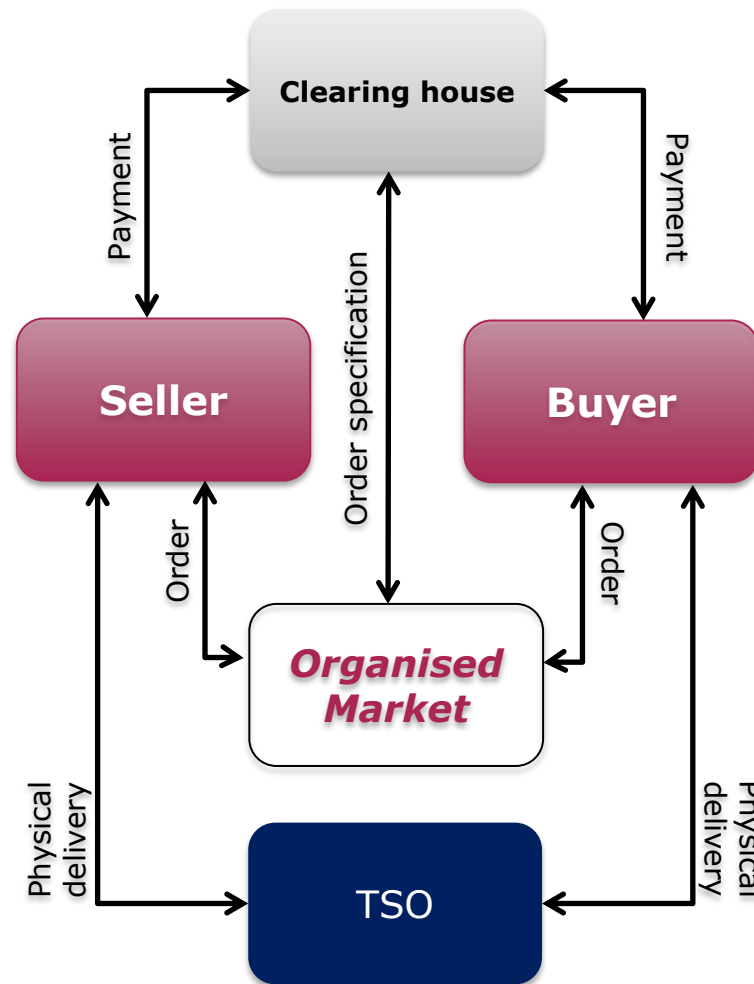 Clearing house
Payment
Payment
Order specification
Seller
Buyer
Order
Order
Organised
Market
Physical
delivery
Physical
delivery
TSO